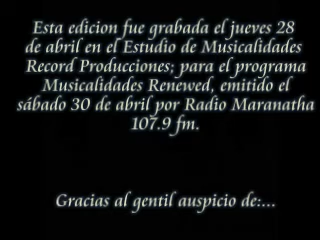 Esta edicion fue grabada el jueves 28
de abril en el Estudio de Musicalidades
Record Producciones; para el programa
Musicalidades Renewed, emitido el
sábado 30 de abril por Radio Maranatha
107.9 fm.
Gracias al gentil auspicio de:...